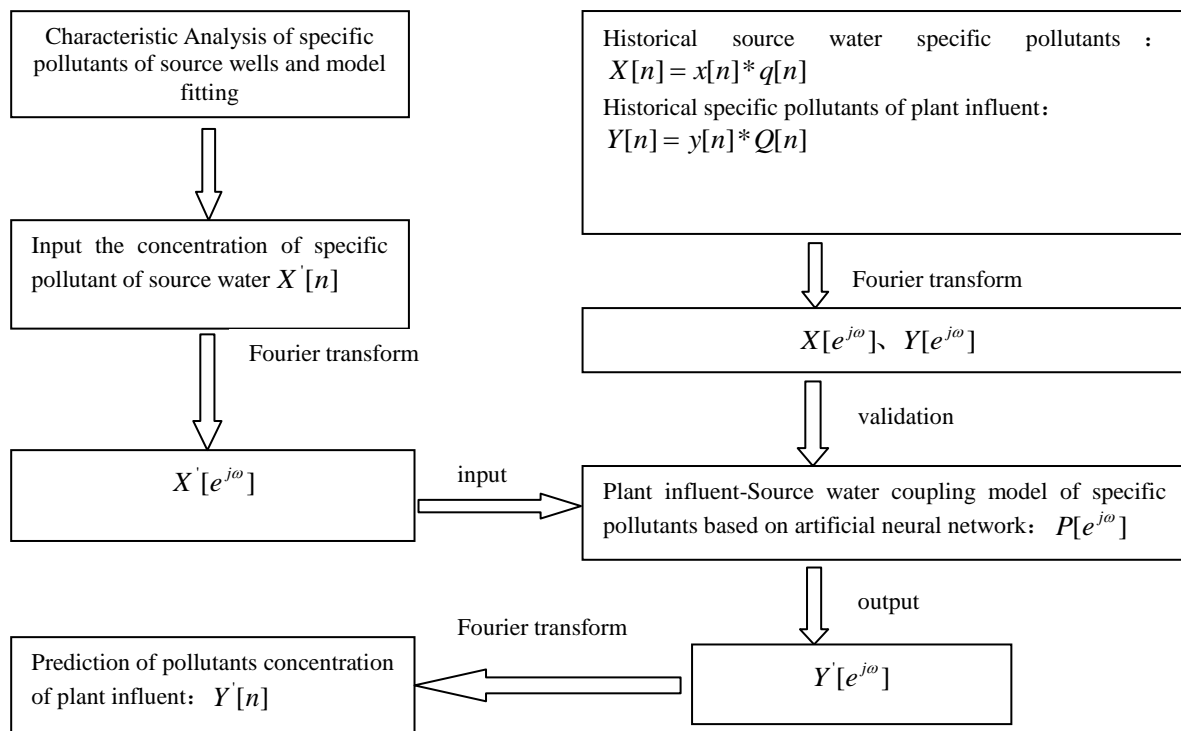 Characteristic Analysis of specific
pollutants of source wells and model
fitting
Input the concentration of specific
pollutant of source water X'[n]
Fourier transform
X'[e^{jω}]
input
Historical source water specific pollutants ：
X[n] = x[n]*q[n]
Historical specific pollutants of plant influent：
Y[n] = y[n]*Q[n]
Fourier transform
X[e^{jω}]、Y[e^{jω}]
validation
Plant influent-Source water coupling model of specific
pollutants based on artificial neural network： P[e^{jω}]
output
Y'[e^{jω}]
Fourier transform
Prediction of pollutants concentration
of plant influent： Y'[n]